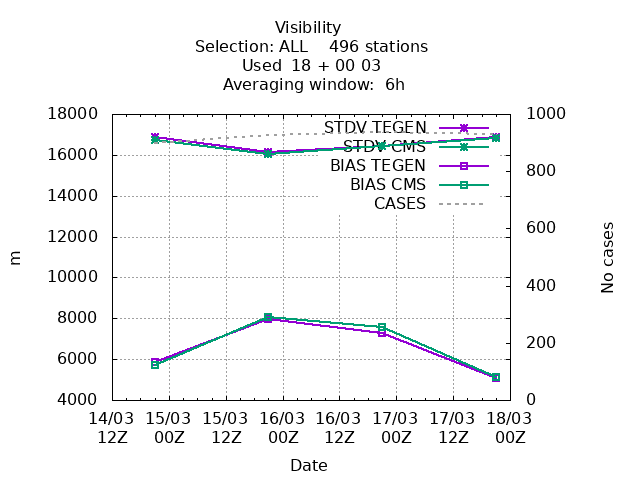 Visibility
Selection: ALL    496 stations
Used  18 + 00 03
Averaging window:  6h
18000
16000
14000
12000
10000
8000
6000
4000
m
1000
800
600
400
200
0
No cases
STDV TEGEN
STDV CMS
BIAS TEGEN
BIAS CMS
CASES
14/03 15/03 15/03 16/03 16/03 17/03 17/03 18/03
12Z 00Z 12Z 00Z 12Z 00Z 12Z 00Z
Date